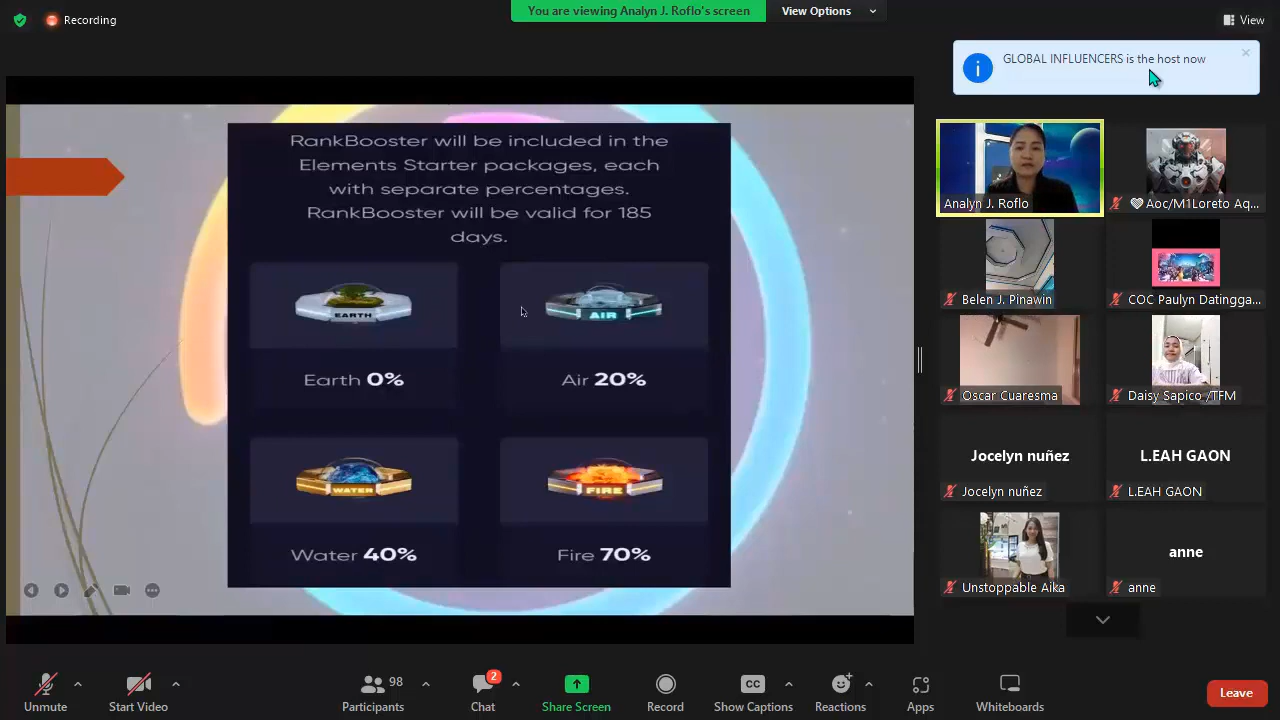 Recording
You are viewing Analyn J. Roflo's screen
View Options
View
GLOBAL INFLUENCERS is the host now
RankBooster will be included in the
Elements Starter packages, each
with separate percentages.
RankBooster will be valid for 185
days.
EARTH
AIR
Earth 0%
Air 20%
WATER
FIRE
Water 40%
Fire 70%
Analyn J. Roflo
Aoc/M1Loreto Aq...
Belen J. Pinawin
COC Paulyn Datingga...
Oscar Cuaresma
Daisy Sapico /TFM
Jocelyn nuñez
L.EAH GAON
Jocelyn nuñez
L.EAH GAON
anne
Unstoppable Aika
anne
Unmute
Start Video
98
Participants
2
Chat
Share Screen
Record
CC
Show Captions
Reactions
Apps
Whiteboards
Leave